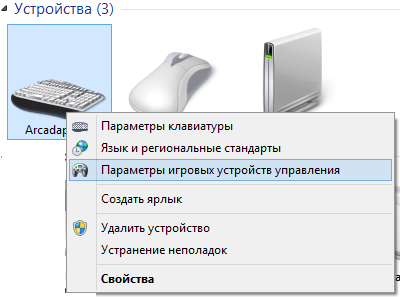 Устройства (3)
Arcadap
Параметры клавиатуры
Язык и региональные стандарты
Параметры игровых устройств управления
Создать ярлык
Удалить устройство
Устранение неполадок
Свойства